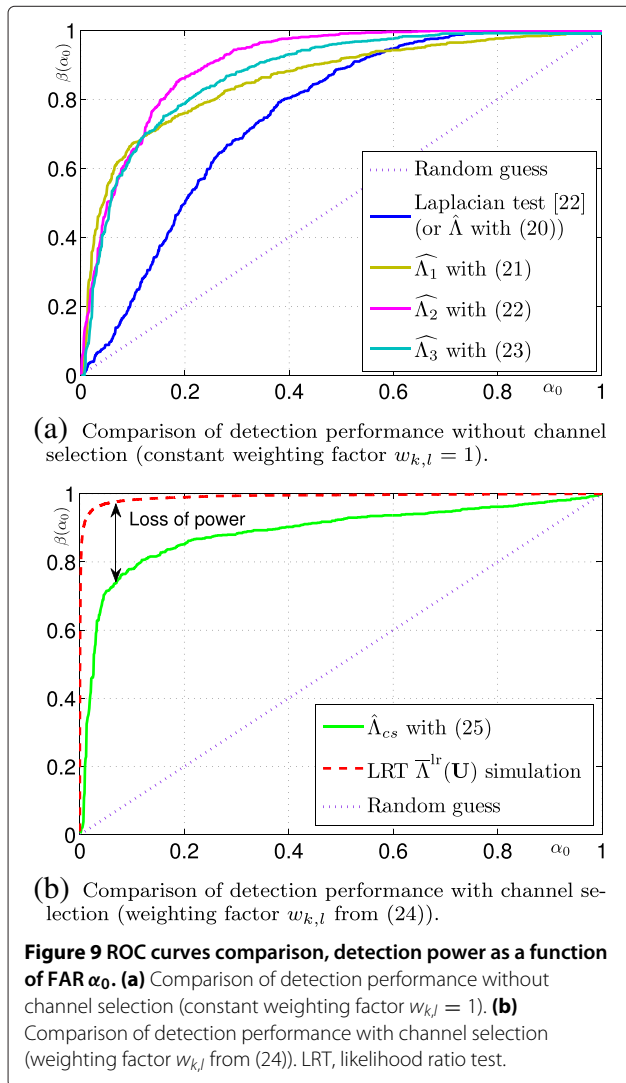 1
β(α₀)
0.8
0.6
0.4
0.2
0
Random guess
Laplacian test [22]
(or Λ̂ with (20))
Λ̂₁ with (21)
Λ̂₂ with (22)
Λ̂₃ with (23)
0 0.2 0.4 0.6 0.8 α₀ 1
(a) Comparison of detection performance without channel
selection (constant weighting factor wₖ,ₗ = 1).
1
β(α₀)
Loss of power
0.8
0.6
0.4
0.2
0
Λ̂cs with (25)
LRT Λ̅ˡʳ(U) simulation
Random guess
0 0.2 0.4 0.6 0.8 α₀ 1
(b) Comparison of detection performance with channel se-
lection (weighting factor wₖ,ₗ from (24)).
Figure 9 ROC curves comparison, detection power as a function
of FAR α₀. (a) Comparison of detection performance without
channel selection (constant weighting factor wₖ,ₗ = 1). (b)
Comparison of detection performance with channel selection
(weighting factor wₖ,ₗ from (24)). LRT, likelihood ratio test.